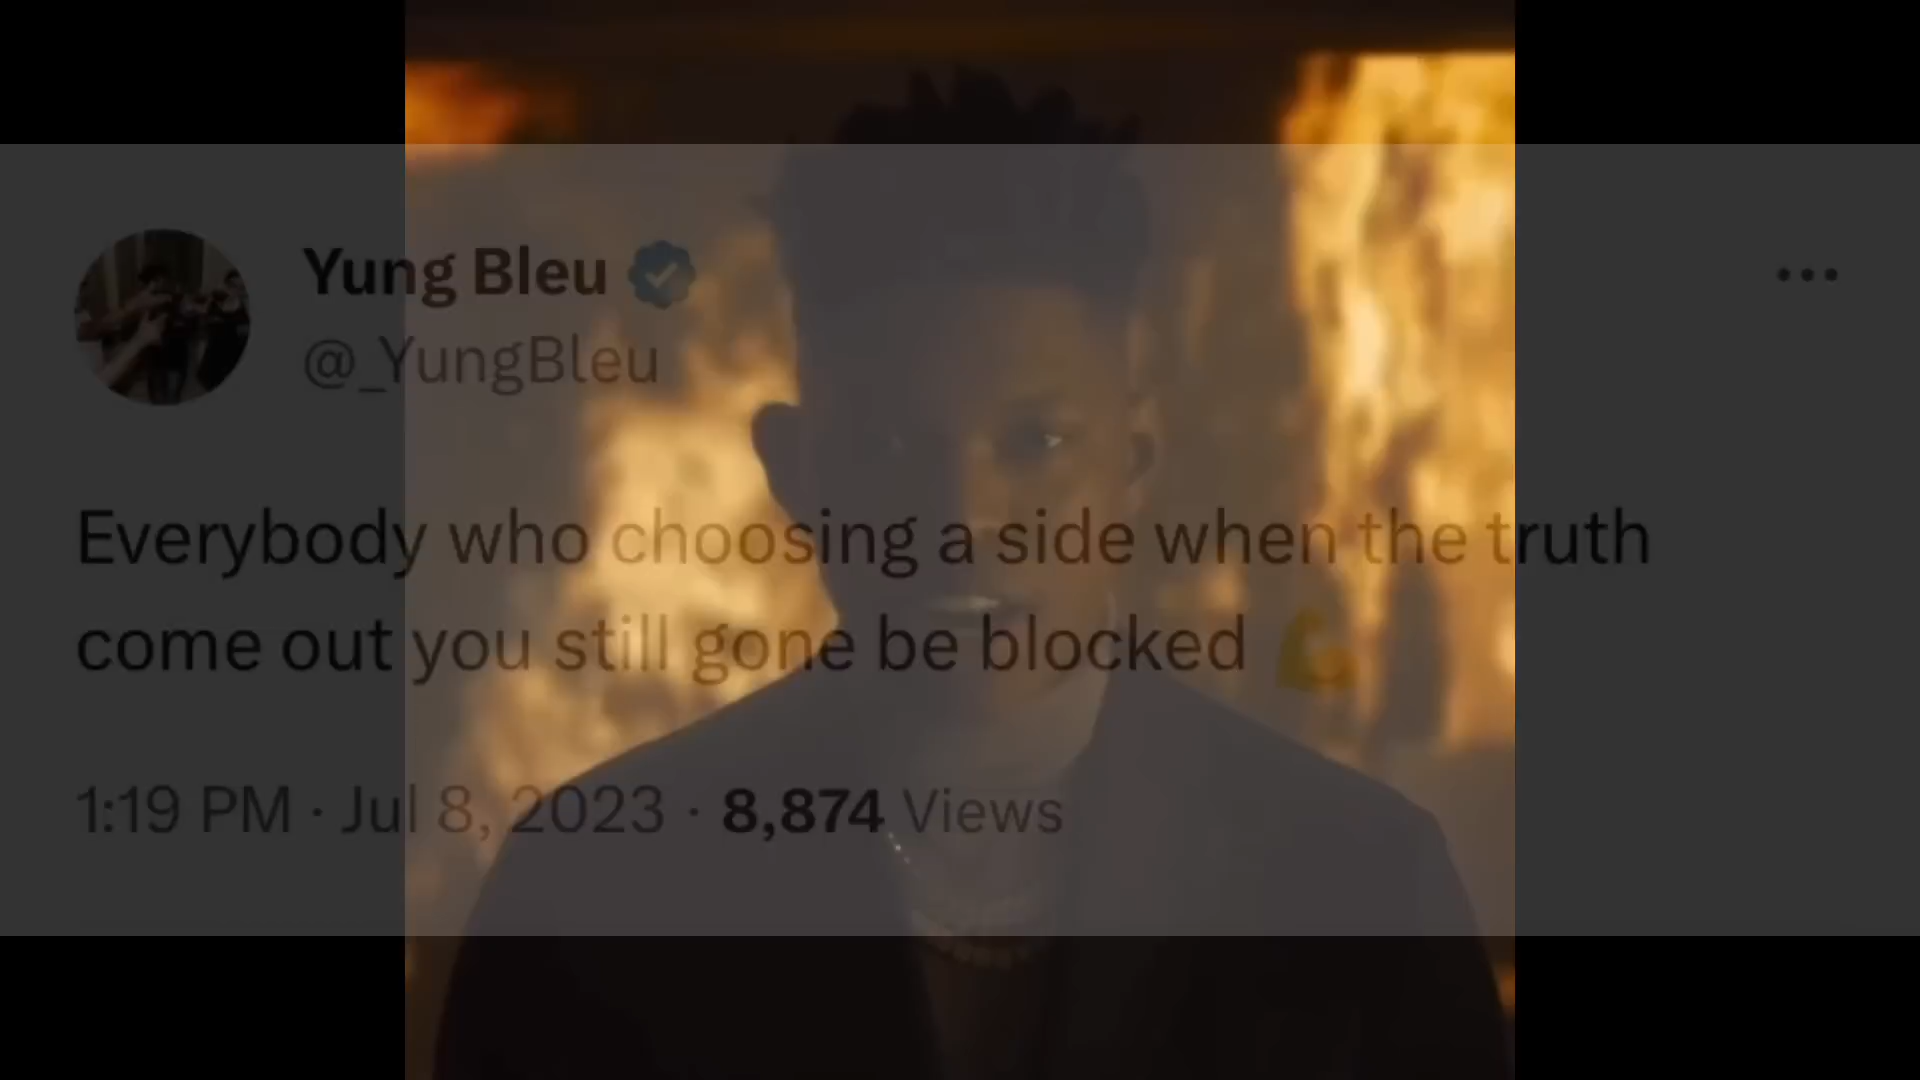 Yung Bleu
@_YungBleu
Everybody who choosing a side when the truth
come out you still gone be blocked 💪
1:19 PM · Jul 8, 2023 · 8,874 Views